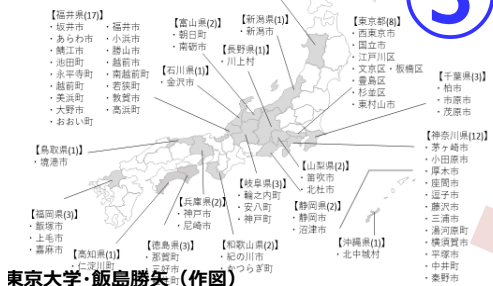 3
【福井県(17)】
・坂井市　・福井市
・あらわ市　・小浜市
・鯖江市　・勝山市
・池田町　・越前市
・永平寺町　・南越前町
・越前町　・若狭町
・美浜町　・敦賀市
・大野市　・高浜町
・おおい町
【富山県(2)】
・朝日町
・南砺市
【石川県(1)】
・金沢市
【新潟県(1)】
・新潟市
【長野県(1)】
・川上村
【東京都(8)】
・西東京市
・国立市
・江戸川区
・文京区・板橋区
・豊島区
・杉並区
・東村山市
【千葉県(3)】
・柏市
・市原市
・茂原市
【神奈川県(12)】
・茅ヶ崎市
・小田原市
・厚木市
・座間市
・逗子市
・藤沢市
・三浦市
・湯河原町
・横須賀市
・平塚市
・中井町
・秦野市
【鳥取県(1)】
・境港市
【山梨県(2)】
・笛吹市
・北杜市
【岐阜県(3)】
・輪之内町
・安八町
・神戸町
【静岡県(2)】
・静岡市
・沼津市
【兵庫県(2)】
・神戸市
・尼崎市
【福岡県(3)】
・飯塚市
・上毛市
・嘉麻市
【高知県(1)】
・仁淀川町
【徳島県(3)】
・那賀町
・三好市
【和歌山県(2)】
・紀の川市
・かつらぎ町
【沖縄県(1)】
・北中城村
東京大学・飯島勝矢（作図）